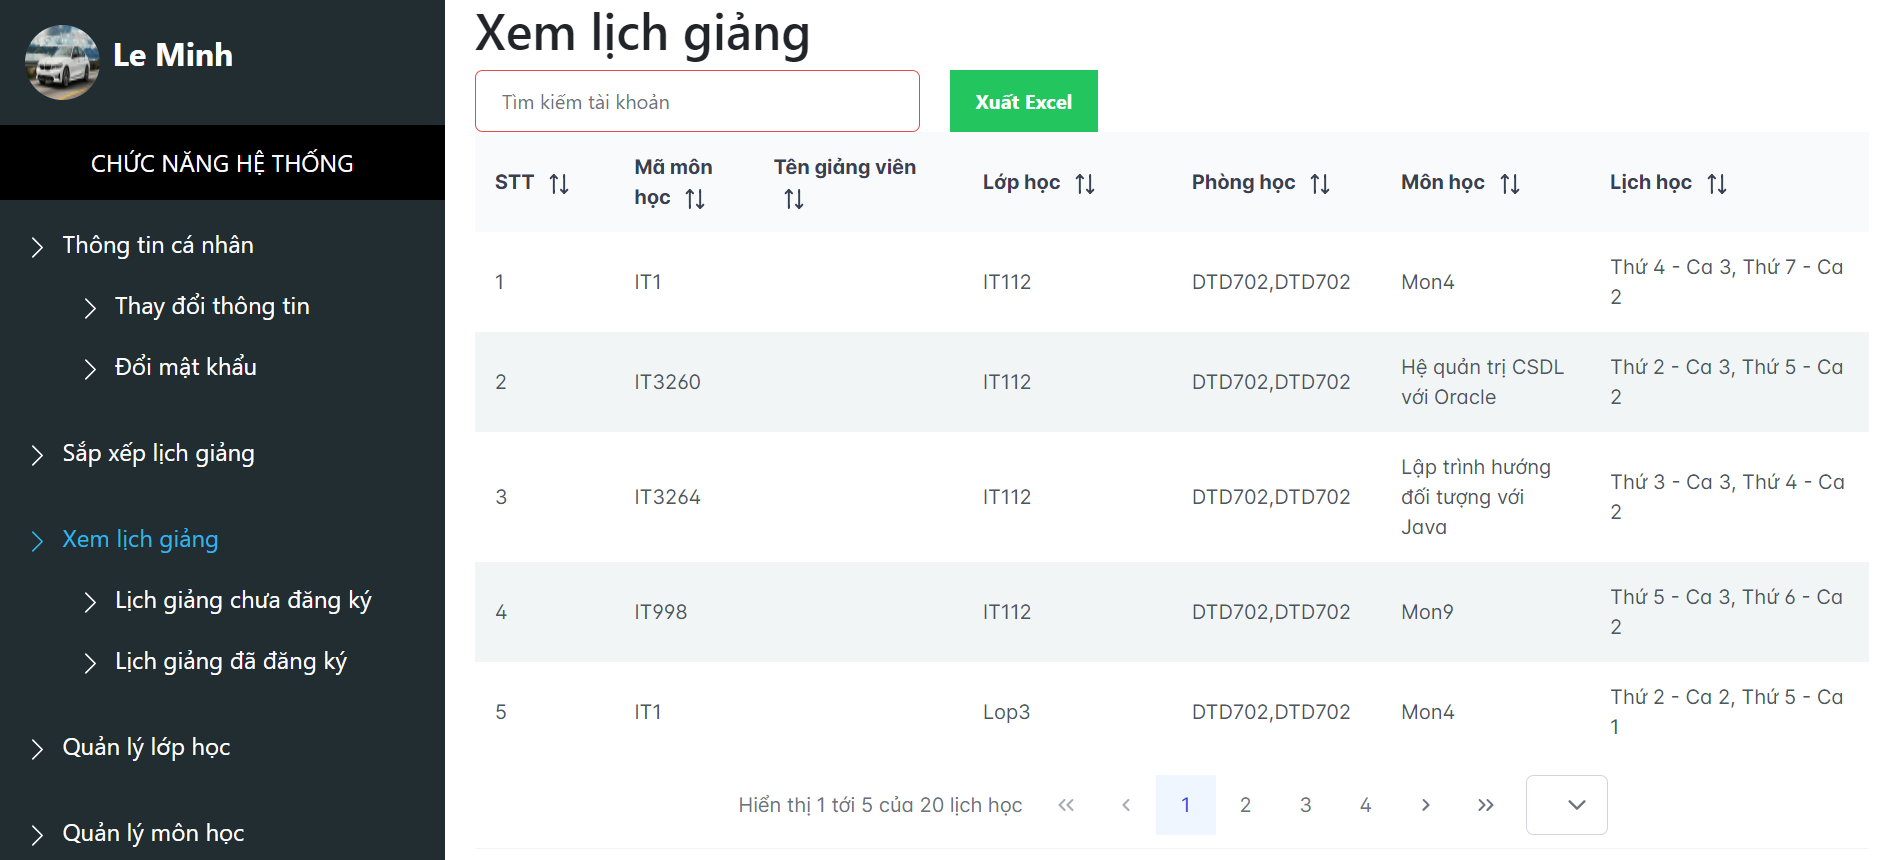 Le Minh
CHỨC NĂNG HỆ THỐNG
Thông tin cá nhân
Thay đổi thông tin
Đổi mật khẩu
Sắp xếp lịch giảng
Xem lịch giảng
Lịch giảng chưa đăng ký
Lịch giảng đã đăng ký
Quản lý lớp học
Quản lý môn học
Xem lịch giảng
Tìm kiếm tài khoản
Xuất Excel
STT
Mã môn
học
Tên giảng viên
Lớp học
Phòng học
Môn học
Lịch học
1
IT1
IT112
DTD702,DTD702
Mon4
Thứ 4 - Ca 3, Thứ 7 - Ca
2
2
IT3260
IT112
DTD702,DTD702
Hệ quản trị CSDL
với Oracle
Thứ 2 - Ca 3, Thứ 5 - Ca
2
3
IT3264
IT112
DTD702,DTD702
Lập trình hướng
đối tượng với
Java
Thứ 3 - Ca 3, Thứ 4 - Ca
2
4
IT998
IT112
DTD702,DTD702
Mon9
Thứ 5 - Ca 3, Thứ 6 - Ca
2
5
IT1
Lop3
DTD702,DTD702
Mon4
Thứ 2 - Ca 2, Thứ 5 - Ca
1
Hiển thị 1 tới 5 của 20 lịch học
1
2
3
4